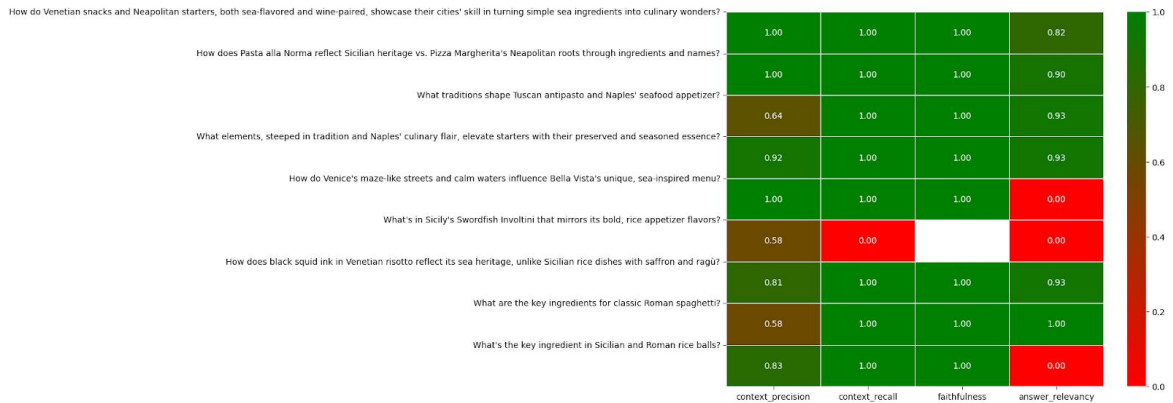 How do Venetian snacks and Neapolitan starters, both sea-flavored and wine-paired, showcase their cities' skill in turning simple sea ingredients into culinary wonders?
1.00 1.00 1.00 0.82
How does Pasta alla Norma reflect Sicilian heritage vs. Pizza Margherita's Neapolitan roots through ingredients and names?
1.00 1.00 1.00 0.90
What traditions shape Tuscan antipasto and Naples' seafood appetizer?
0.64 1.00 1.00 0.93
What elements, steeped in tradition and Naples' culinary flair, elevate starters with their preserved and seasoned essence?
0.92 1.00 1.00 0.93
How do Venice's maze-like streets and calm waters influence Bella Vista's unique, sea-inspired menu?
1.00 1.00 1.00 0.00
What's in Sicily's Swordfish Involtini that mirrors its bold, rice appetizer flavors?
0.58 0.00 0.00
How does black squid ink in Venetian risotto reflect its sea heritage, unlike Sicilian rice dishes with saffron and ragù?
0.81 1.00 1.00 0.93
What are the key ingredients for classic Roman spaghetti?
0.58 1.00 1.00 1.00
What's the key ingredient in Sicilian and Roman rice balls?
0.83 1.00 1.00 0.00
context_precision context_recall faithfulness answer_relevancy
1.0
0.8
0.6
0.4
0.2
0.0